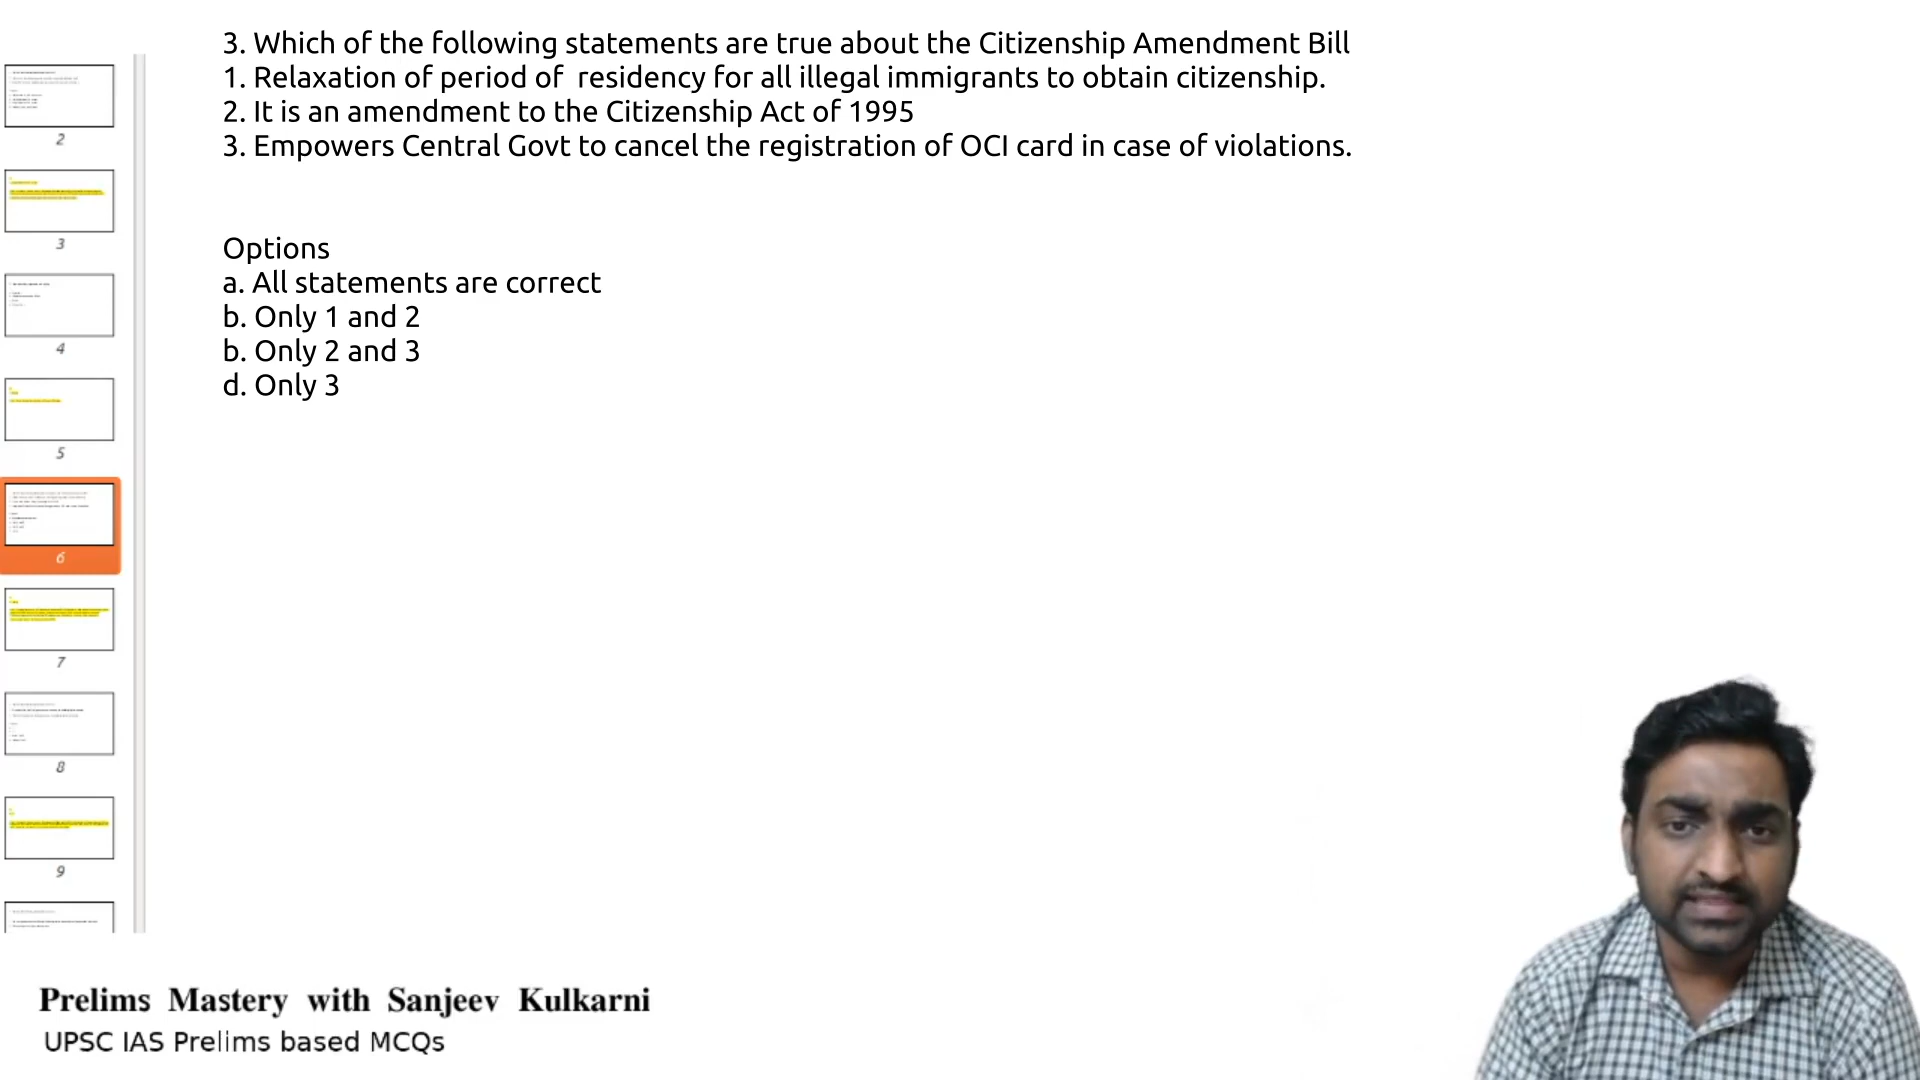 3. Which of the following statements are true about the Citizenship Amendment Bill
1. Relaxation of period of  residency for all illegal immigrants to obtain citizenship.
2. It is an amendment to the Citizenship Act of 1995
3. Empowers Central Govt to cancel the registration of OCI card in case of violations.
Options
a. All statements are correct
b. Only 1 and 2
b. Only 2 and 3
d. Only 3
2
3
4
5
6
7
8
9
Prelims Mastery with Sanjeev Kulkarni
UPSC IAS Prelims based MCQs